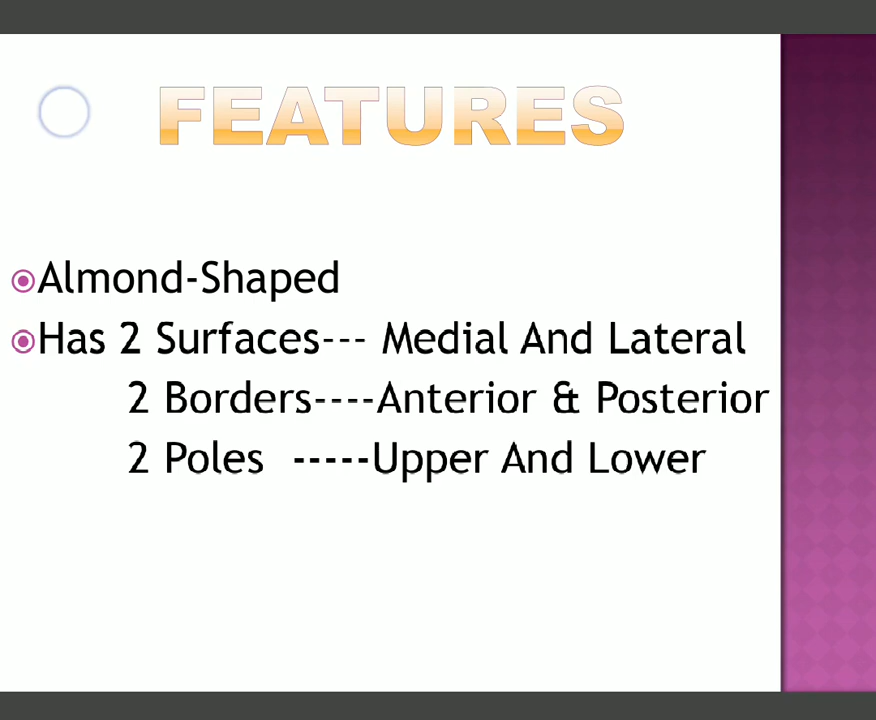 FEATURES
Almond-Shaped
Has 2 Surfaces--- Medial And Lateral
2 Borders----Anterior & Posterior
2 Poles -----Upper And Lower